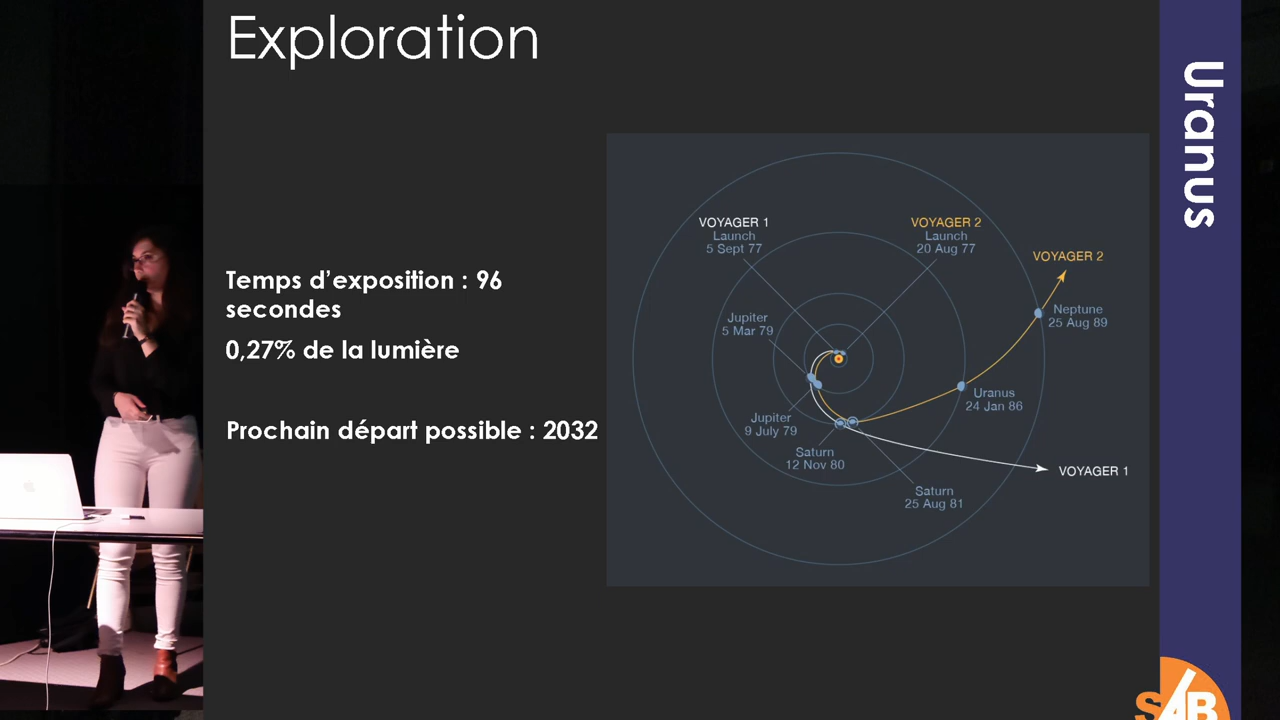 Exploration
Uranus
Temps d'exposition : 96
secondes
0,27% de la lumière
Prochain départ possible : 2032
VOYAGER 1
Launch
5 Sept 77
VOYAGER 2
Launch
20 Aug 77
VOYAGER 2
Neptune
25 Aug 89
Jupiter
5 Mar 79
Uranus
24 Jan 86
Jupiter
9 July 79
Saturn
12 Nov 80
VOYAGER 1
Saturn
25 Aug 81
SAB